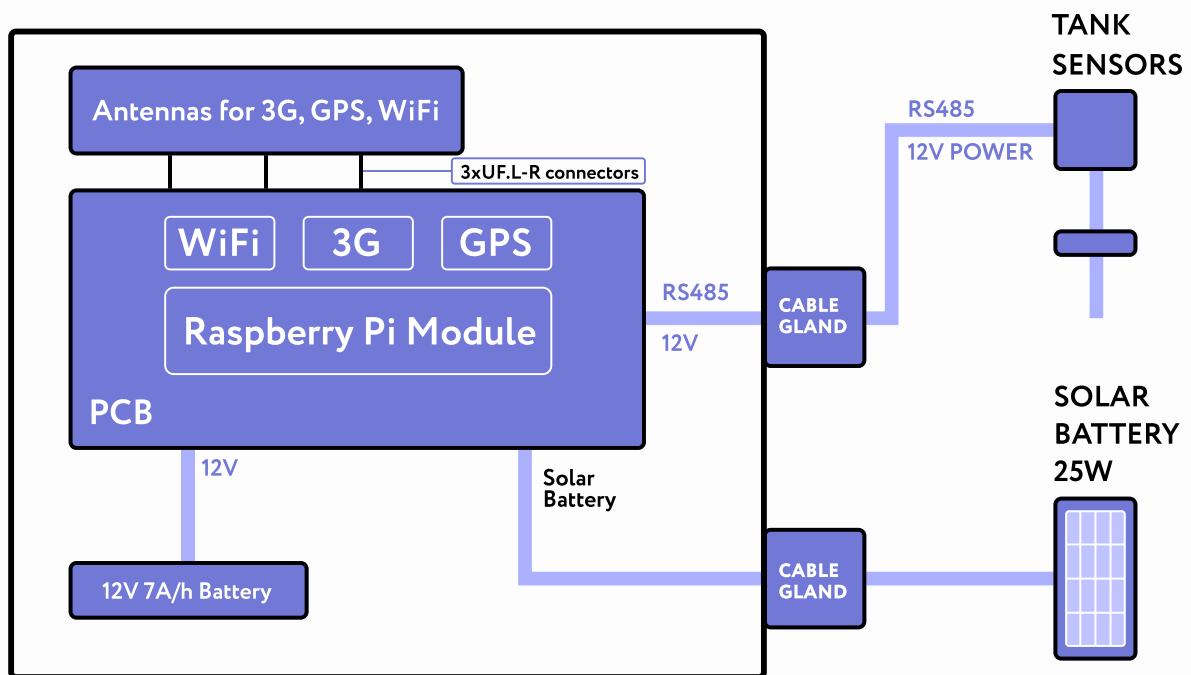 TANK
SENSORS
Antennas for 3G, GPS, WiFi
RS485
12V POWER
3xUF.L-R connectors
WiFi
3G
GPS
Raspberry Pi Module
PCB
RS485
12V
CABLE
GLAND
SOLAR
BATTERY
25W
12V
Solar
Battery
12V 7A/h Battery
CABLE
GLAND